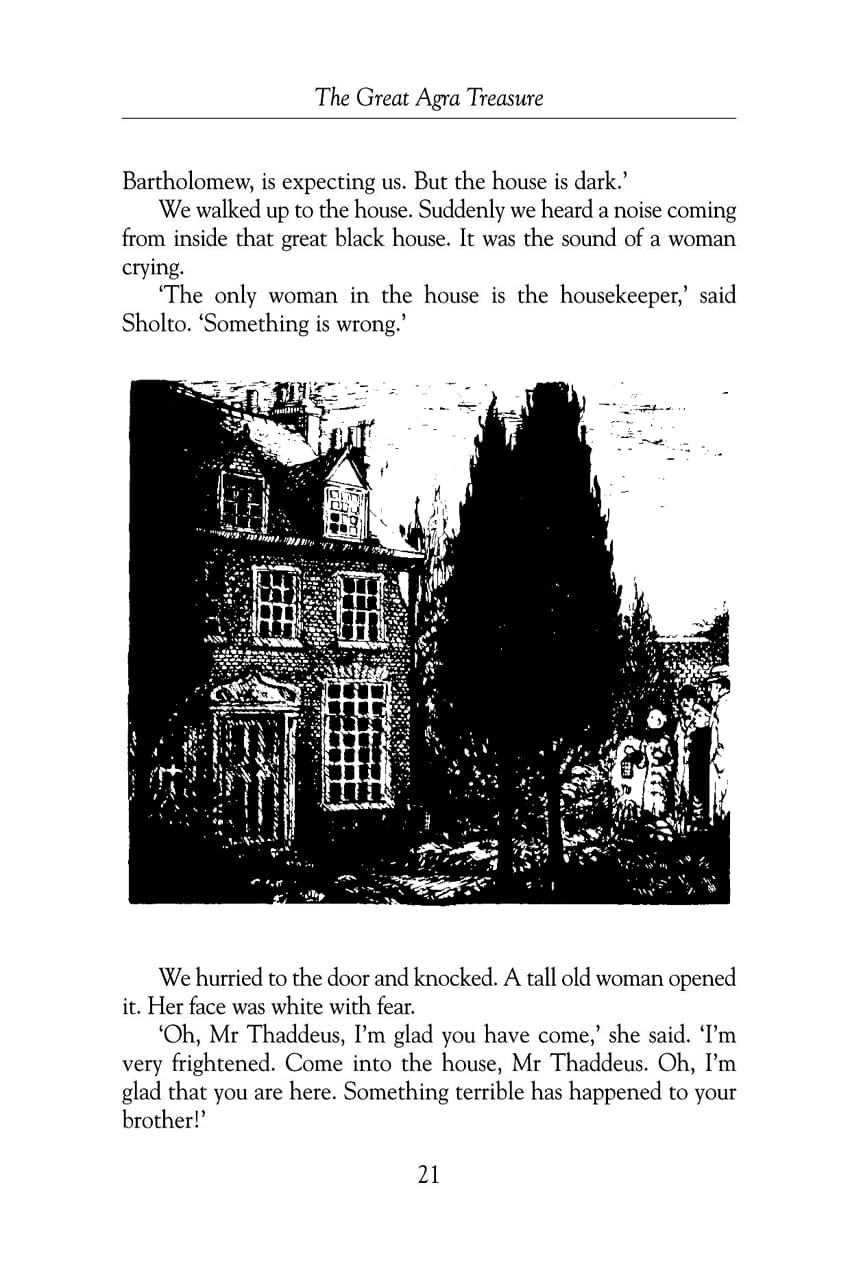 The Great Agra Treasure
Bartholomew, is expecting us. But the house is dark.’
We walked up to the house. Suddenly we heard a noise coming
from inside that great black house. It was the sound of a woman
crying.
‘The only woman in the house is the housekeeper,’ said
Sholto. ‘Something is wrong.’
We hurried to the door and knocked. A tall old woman opened
it. Her face was white with fear.
‘Oh, Mr Thaddeus, I’m glad you have come,’ she said. ‘I’m
very frightened. Come into the house, Mr Thaddeus. Oh, I’m
glad that you are here. Something terrible has happened to your
brother!’
21